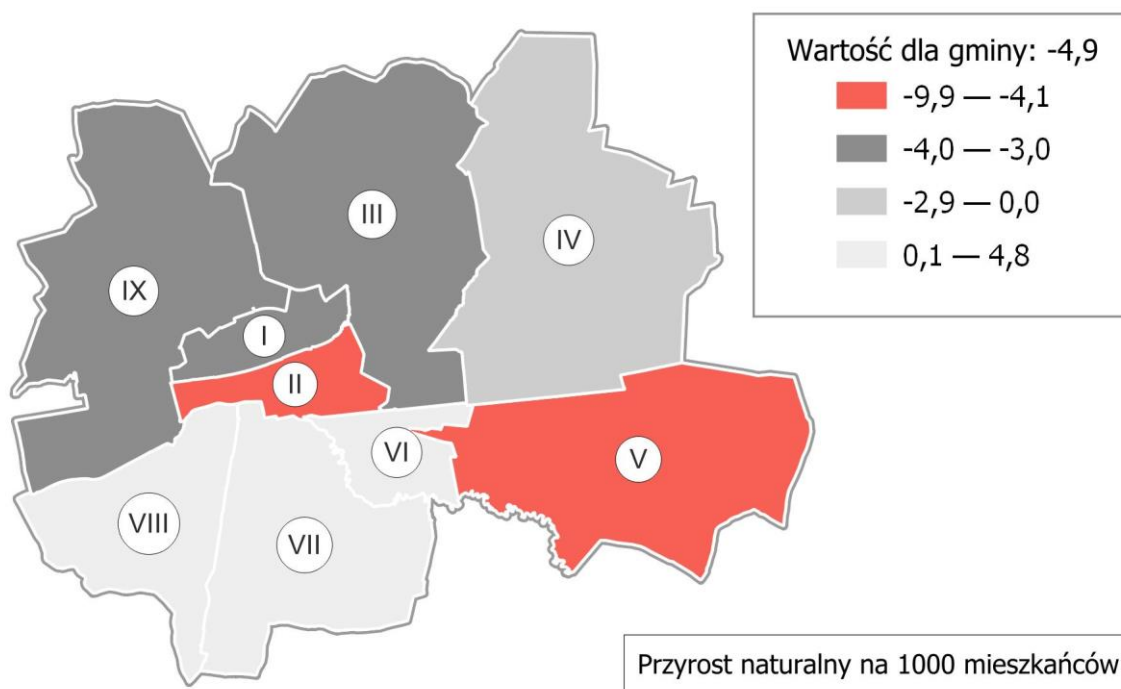 Wartość dla gminy: -4,9
-9,9 — -4,1
-4,0 — -3,0
-2,9 — 0,0
0,1 — 4,8
III
IV
IX
I
II
VI
V
VIII
VII
Przyrost naturalny na 1000 mieszkańców